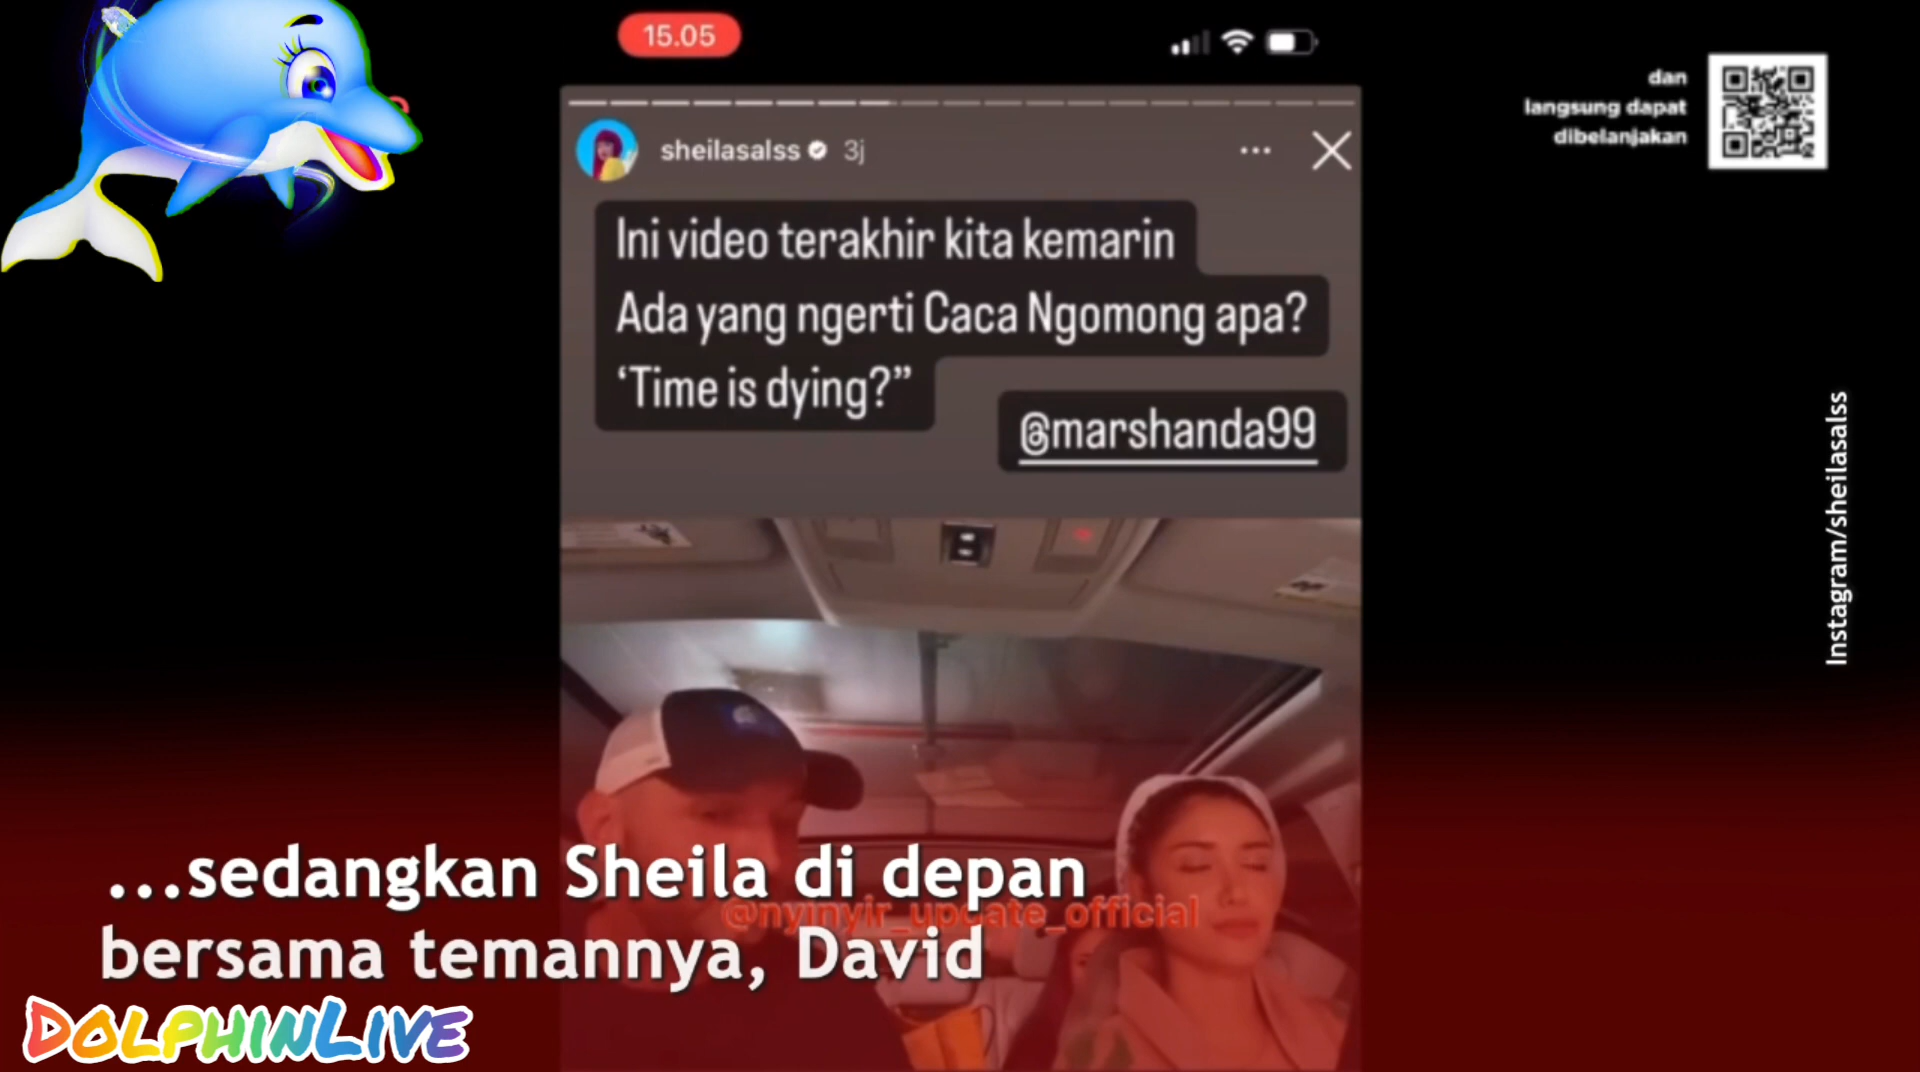 15.05
dan
langsung dapat
dibelanjakan
sheilasalss 3j
Ini video terakhir kita kemarin
Ada yang ngerti Caca Ngomong apa?
‘Time is dying?”
@marshanda99
Instagram/sheilasalss
...sedangkan Sheila di depan
@nyinyir_update_official
bersama temannya, David
DOLPHINLIVE